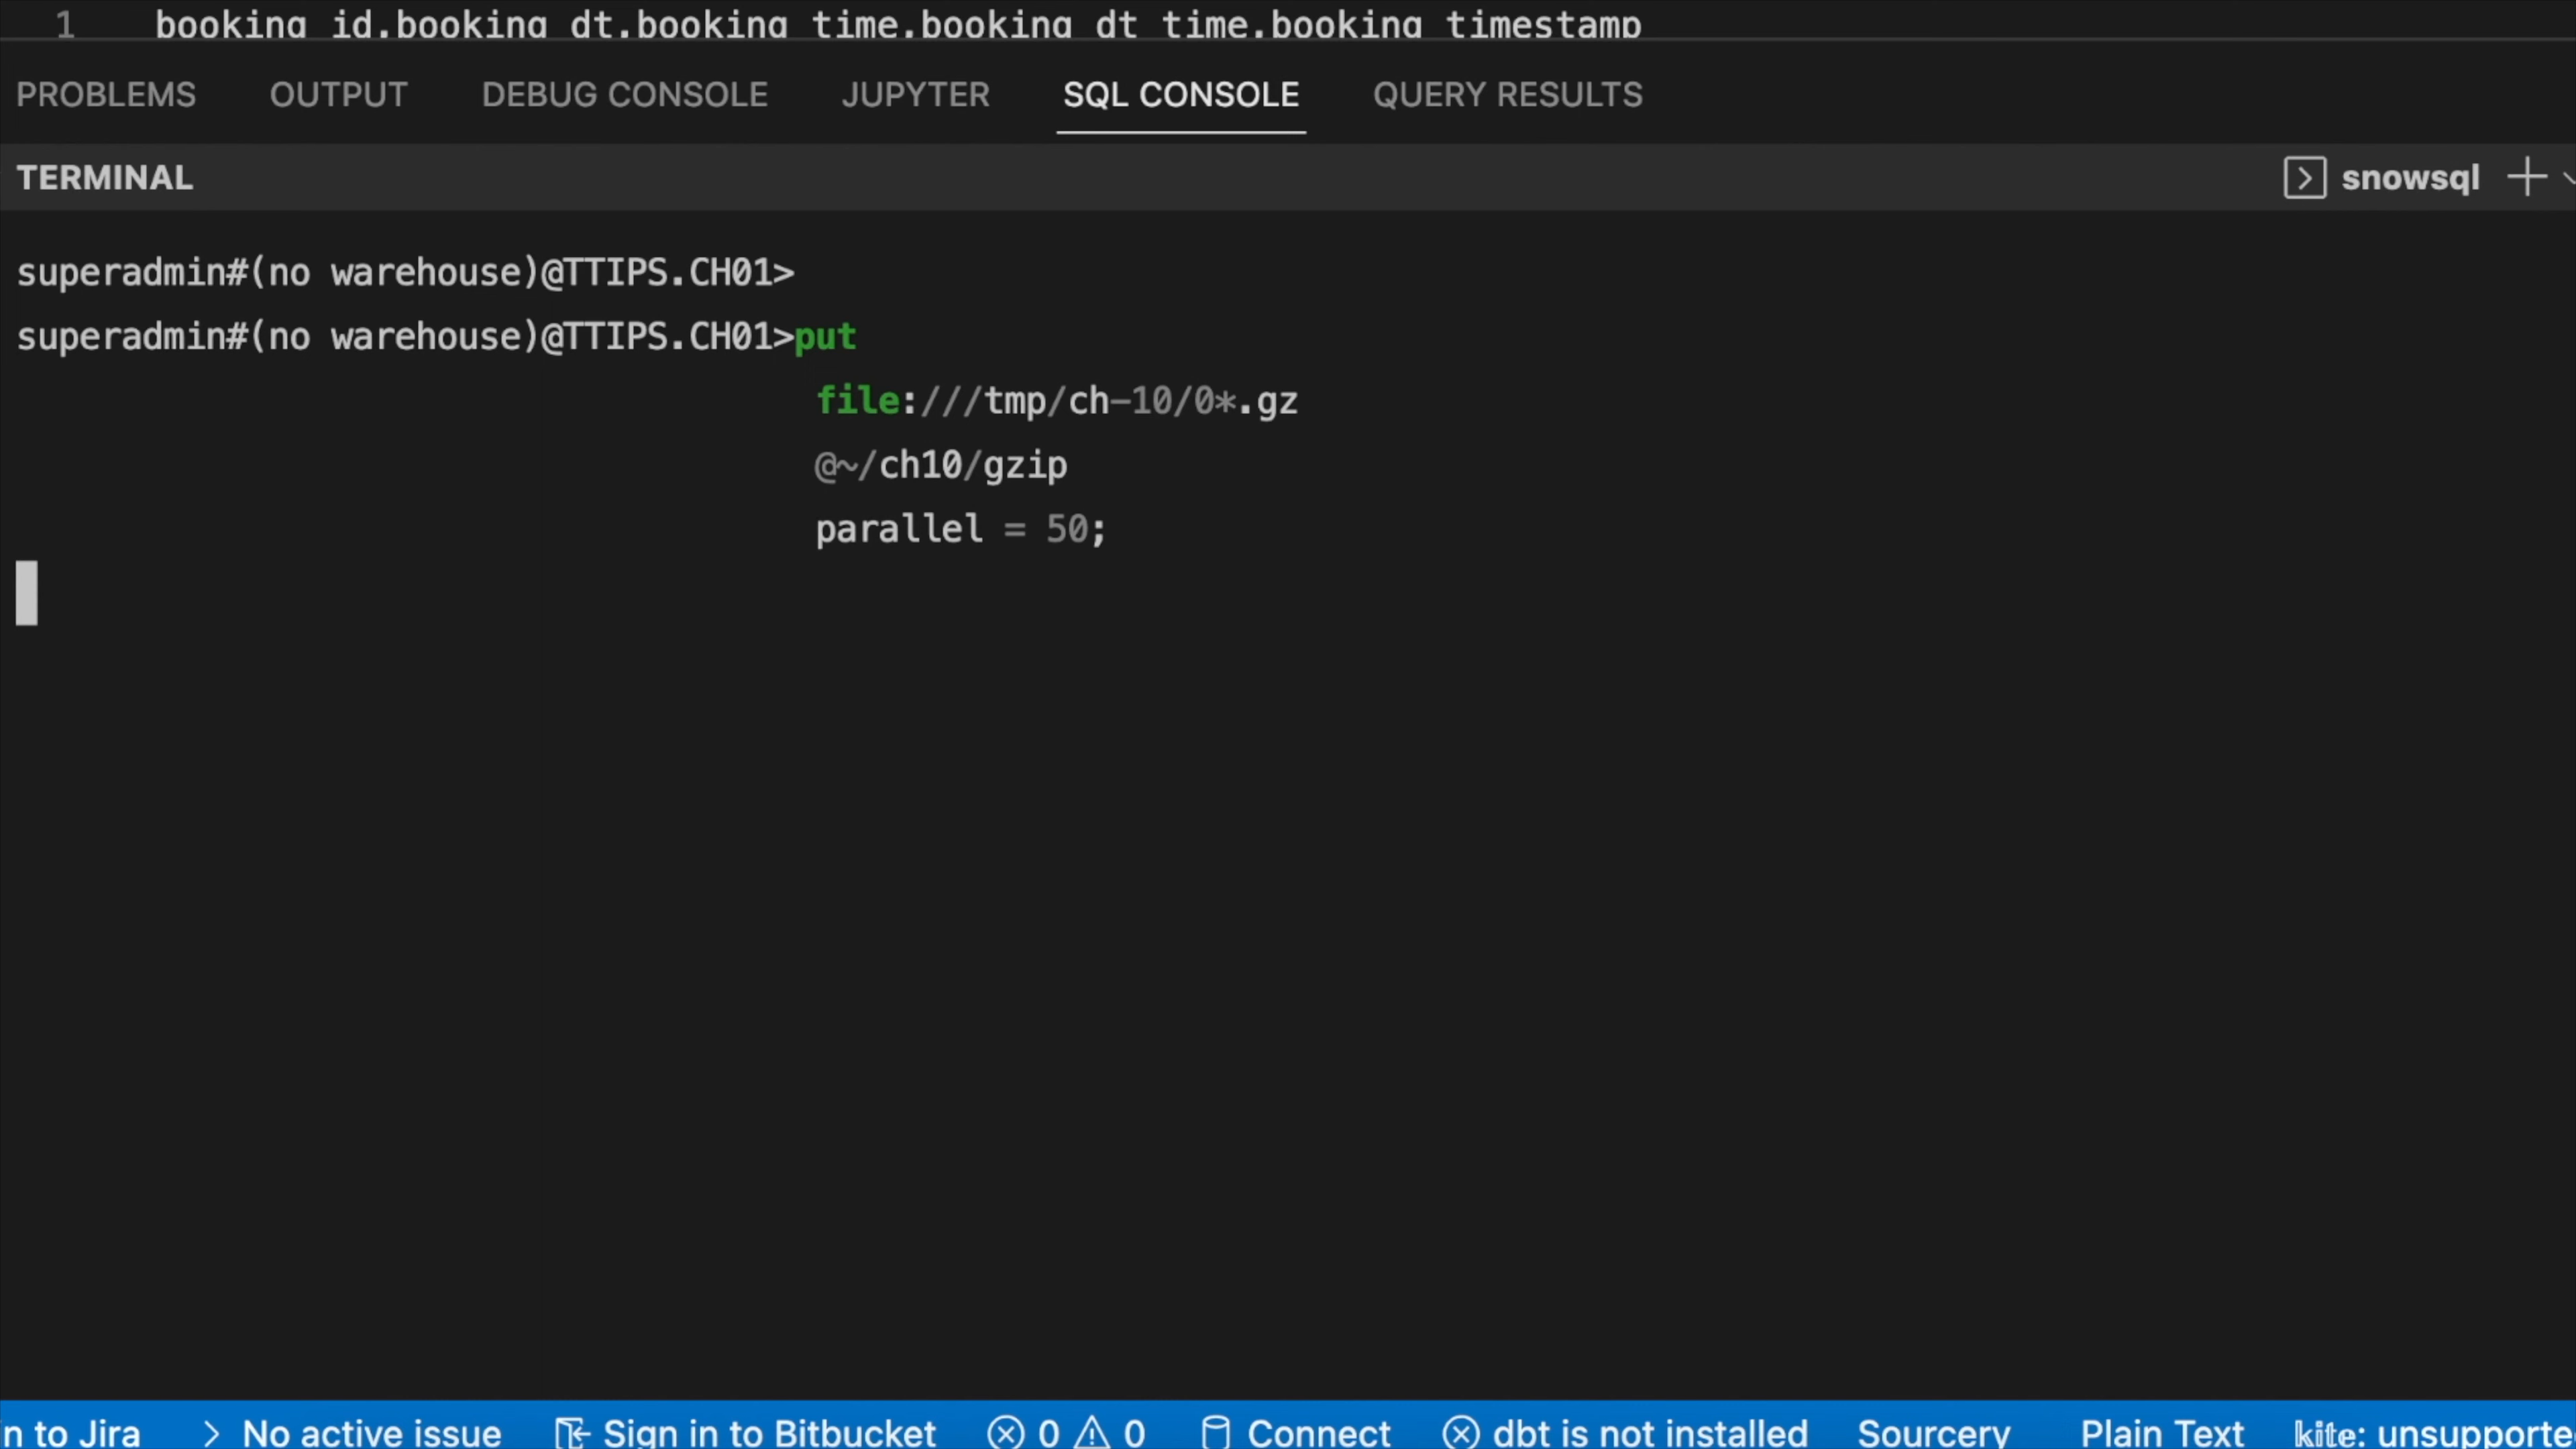 1 booking_id,booking_dt,booking_time,booking_dt_time,booking_timestamp
PROBLEMS OUTPUT DEBUG CONSOLE JUPYTER SQL CONSOLE QUERY RESULTS
TERMINAL snowsql
superadmin#(no warehouse)@TTIPS.CH01>
superadmin#(no warehouse)@TTIPS.CH01>put
file:///tmp/ch-10/0*.gz
@~/ch10/gzip
parallel = 50;
n to Jira > No active issue Sign in to Bitbucket 0 0 Connect dbt is not installed Sourcery Plain Text kite: unsupporte